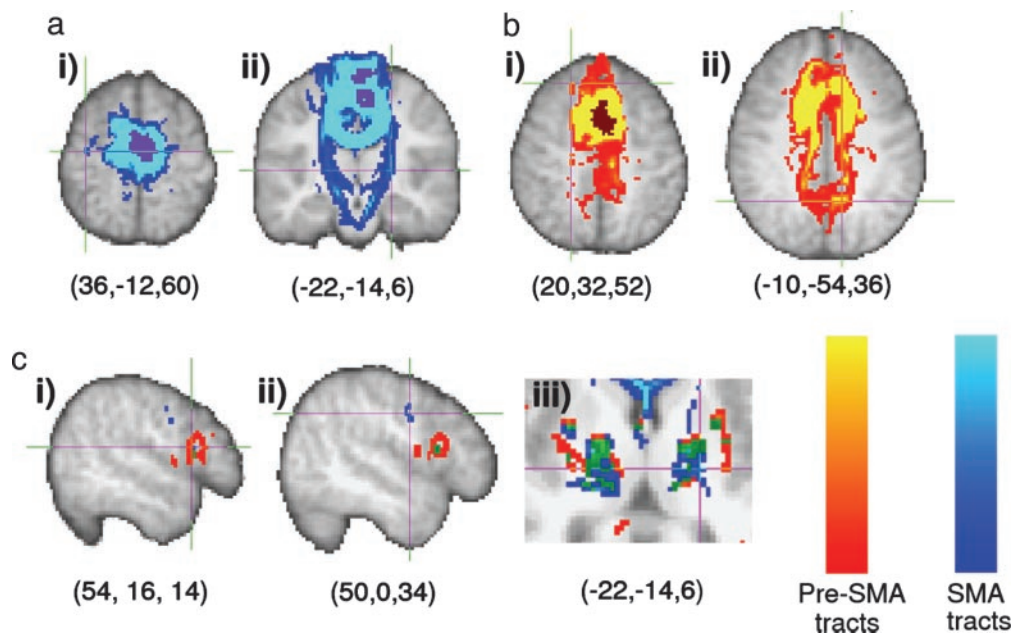 a
i)
ii)
(36,-12,60)
(-22,-14,6)
b
i)
ii)
(20,32,52)
(-10,-54,36)
c
i)
ii)
iii)
(54, 16, 14)
(50,0,34)
(-22,-14,6)
Pre-SMA
tracts
SMA
tracts